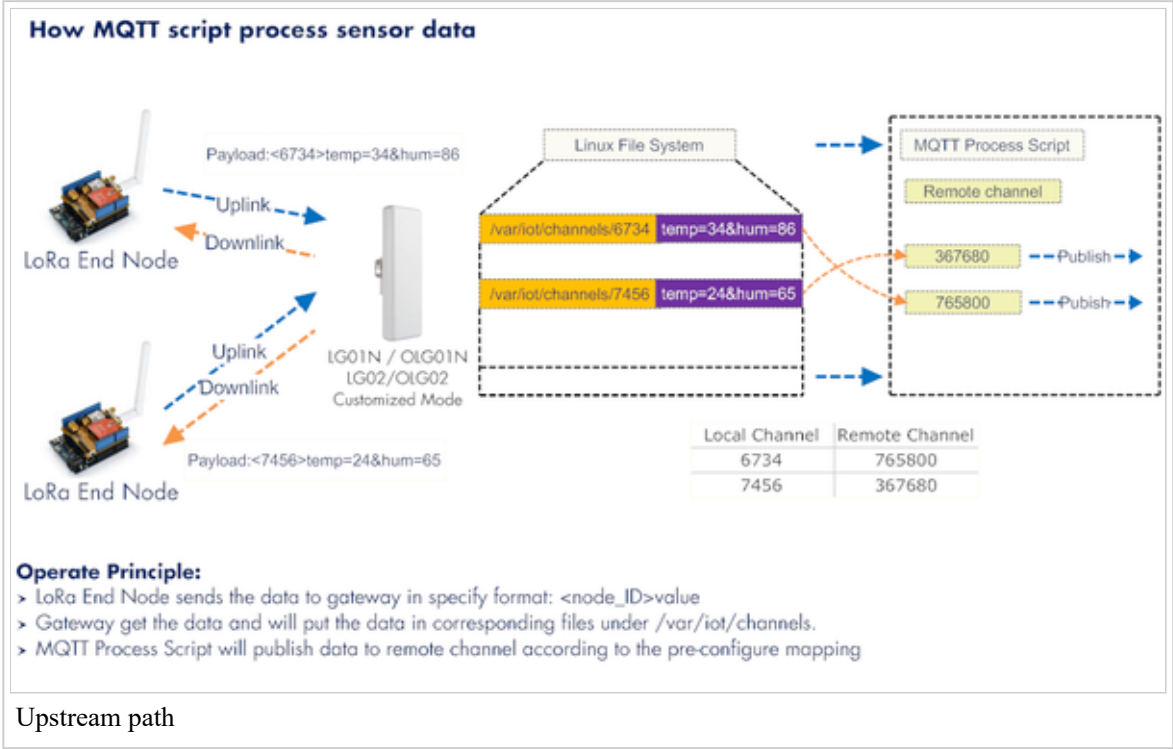 How MQTT script process sensor data
Payload:<6734>temp=34&hum=86
Uplink
Downlink
LoRa End Node
Uplink
Downlink
Payload:<7456>temp=24&hum=65
LoRa End Node
LG01N / OLG01N
LG02/OLG02
Customized Mode
Linux File System
/var/iot/channels/6734 temp=34&hum=86
/var/iot/channels/7456 temp=24&hum=65
MQTT Process Script
Remote channel
367680 Publish
765800 Pubish
Local Channel Remote Channel
6734 765800
7456 367680
Operate Principle:
> LoRa End Node sends the data to gateway in specify format: <node_ID>value
> Gateway get the data and will put the data in corresponding files under /var/iot/channels.
> MQTT Process Script will publish data to remote channel according to the pre-configure mapping
Upstream path